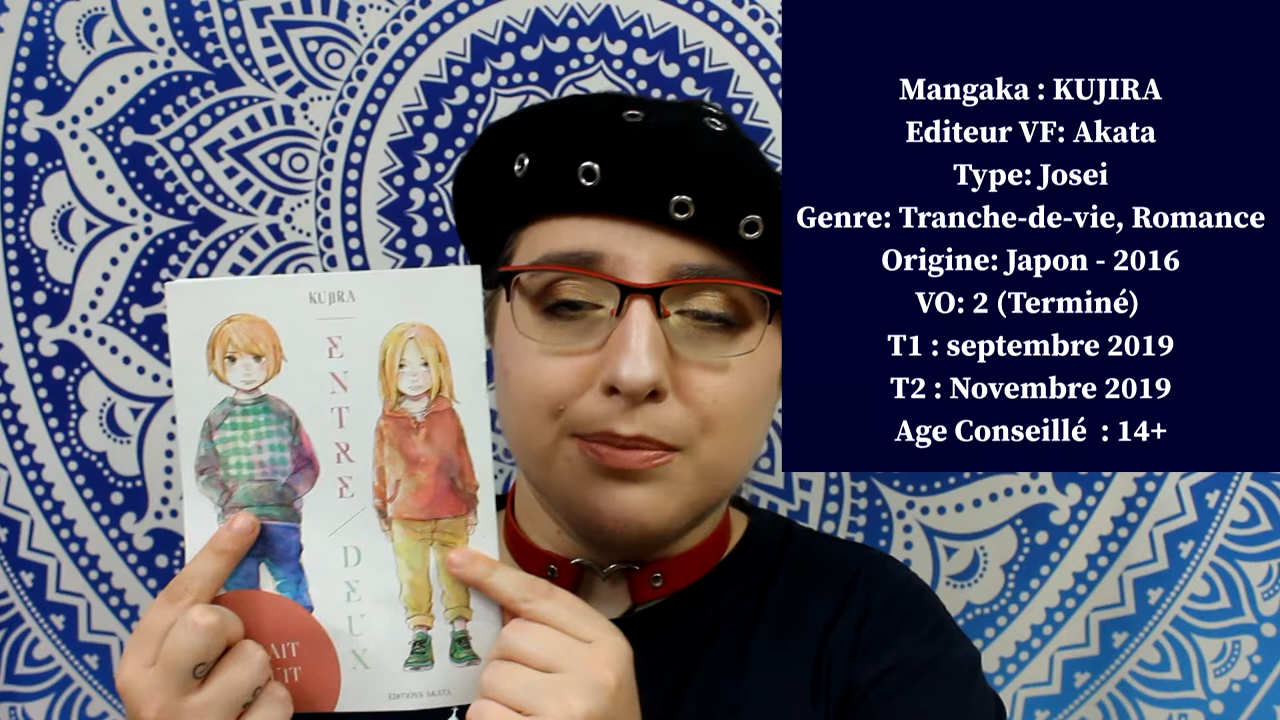 KUJIRA
ENTRE / DEUX
EDITIONS AKATA
Mangaka : KUJIRA
Editeur VF: Akata
Type: Josei
Genre: Tranche-de-vie, Romance
Origine: Japon - 2016
VO: 2 (Terminé)
T1 : septembre 2019
T2 : Novembre 2019
Age Conseillé  : 14+